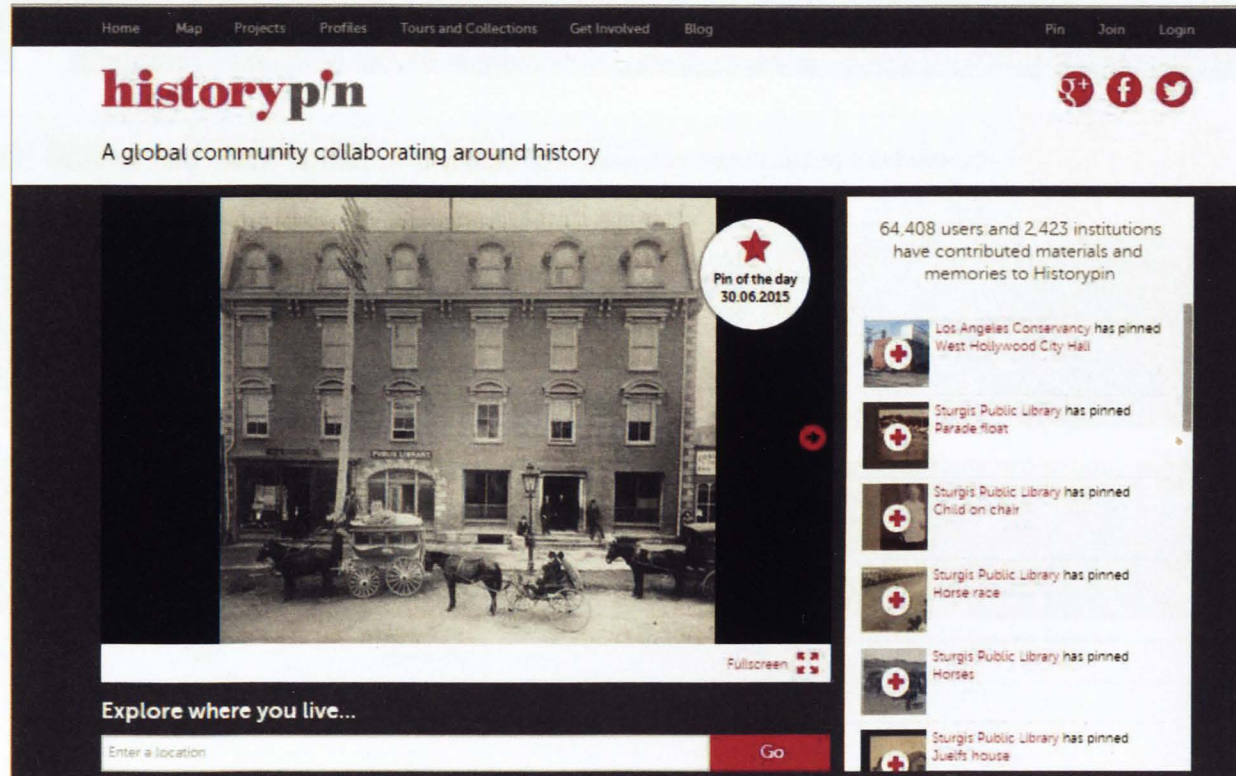 Home Map Projects Profiles Tours and Collections Get Involved Blog Pin Join Login
historypin
g+ f
A global community collaborating around history
PUBLIC LIBRARY
Pin of the day
30.06.2015
Fullscreen
Explore where you live...
Enter a location Go
64,408 users and 2,423 institutions
have contributed materials and
memories to Historypin
Los Angeles Conservancy has pinned
West Hollywood City Hall
Sturgis Public Library has pinned
Parade float
Sturgis Public Library has pinned
Child on chair
Sturgis Public Library has pinned
Horse race
Sturgis Public Library has pinned
Horses
Sturgis Public Library has pinned
Juelfs house